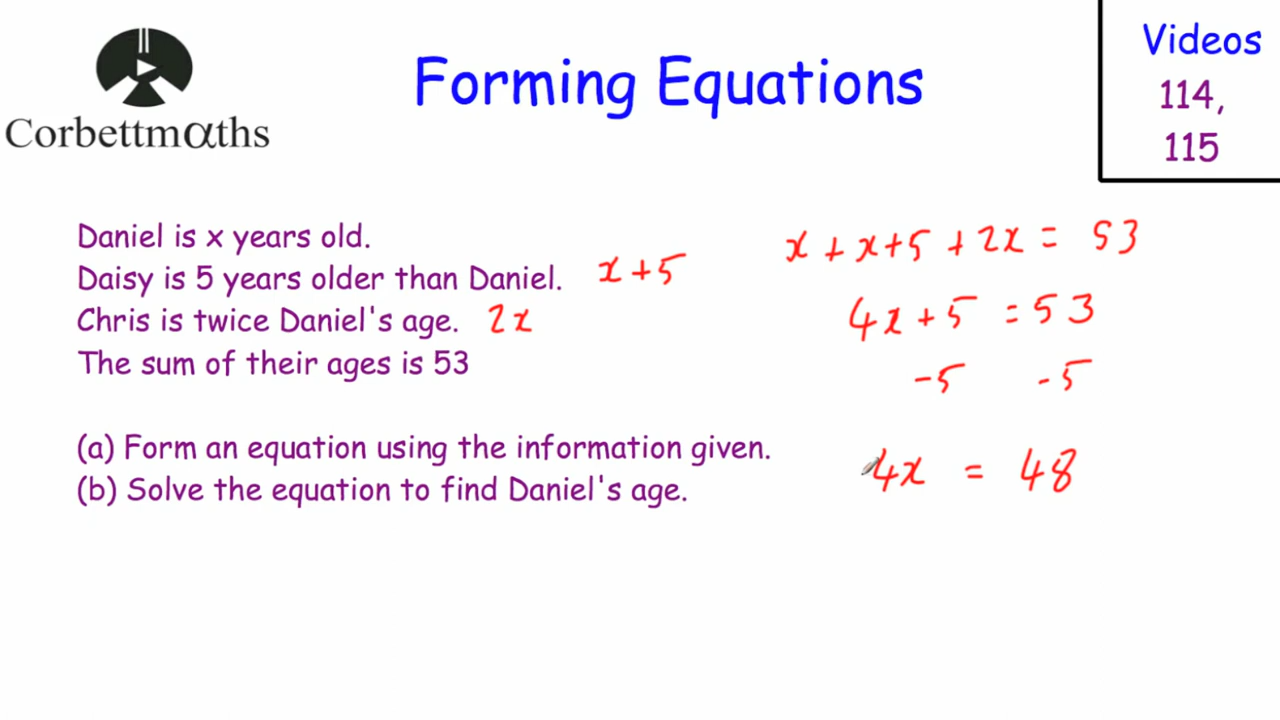 Corbettmαths
Forming Equations
Videos
114,
115
Daniel is x years old.
Daisy is 5 years older than Daniel. x+5
Chris is twice Daniel's age. 2x
The sum of their ages is 53
(a) Form an equation using the information given.
(b) Solve the equation to find Daniel's age.
x + x+5 + 2x = 53
4x + 5 = 53
-5 -5
4x = 48